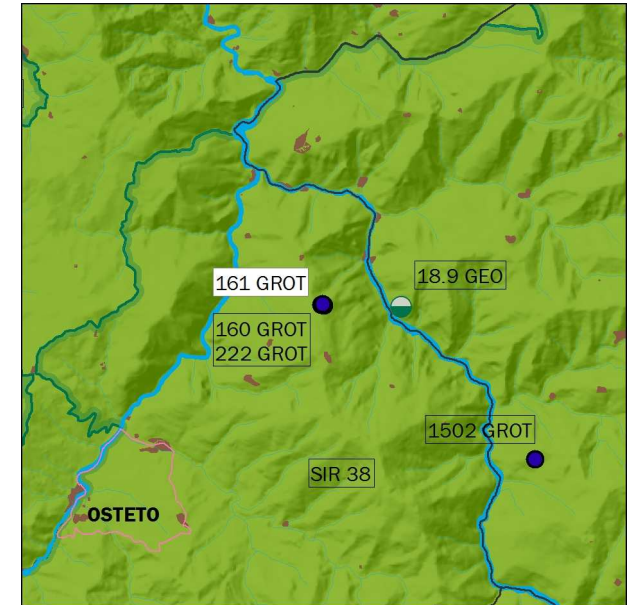 161 GROT
18.9 GEO
160 GROT
222 GROT
1502 GROT
SIR 38
OSTETO